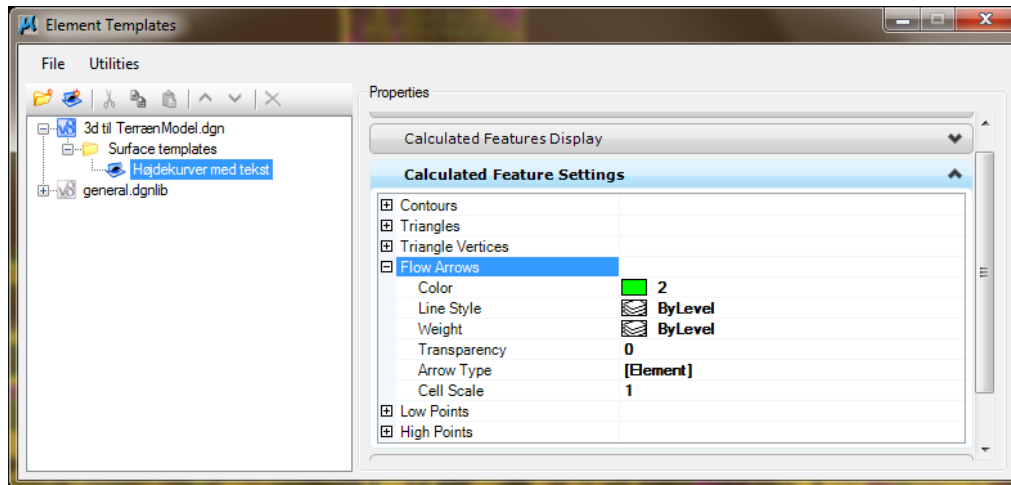 Element Templates
File Utilities
Properties
3d til TerrænModel.dgn
Surface templates
Højdekurver med tekst
general.dgnlib
Calculated Features Display
Calculated Feature Settings
Contours
Triangles
Triangle Vertices
Flow Arrows
Color 2
Line Style ByLevel
Weight ByLevel
Transparency 0
Arrow Type [Element]
Cell Scale 1
Low Points
High Points